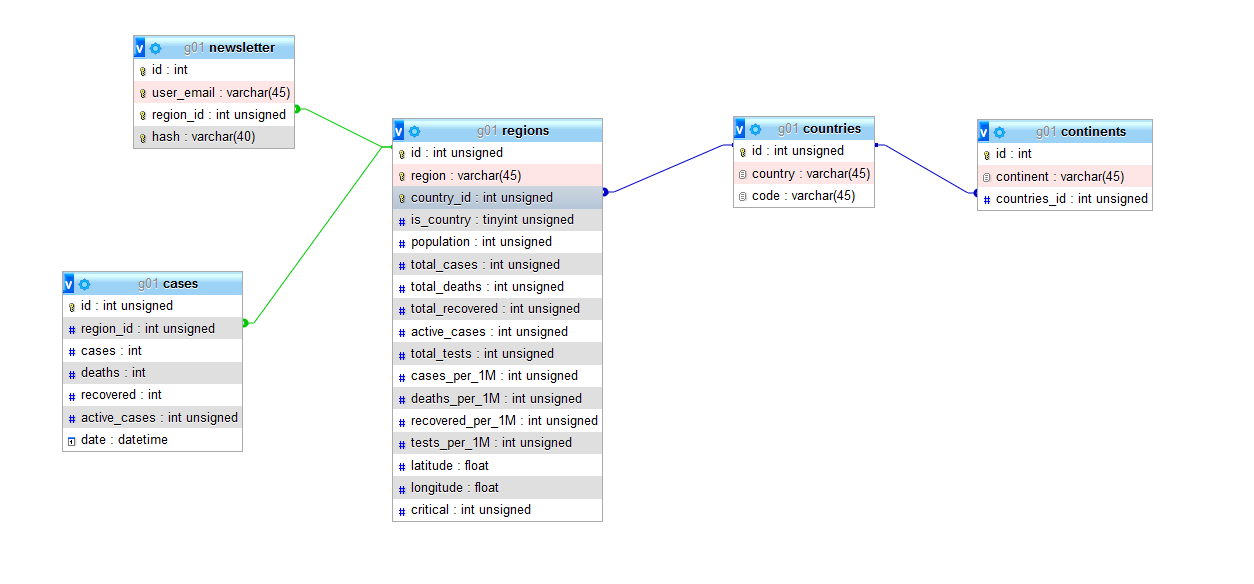 v g01 newsletter
id : int
user_email : varchar(45)
region_id : int unsigned
hash : varchar(40)
v g01 regions
id : int unsigned
region : varchar(45)
country_id : int unsigned
is_country : tinyint unsigned
population : int unsigned
total_cases : int unsigned
total_deaths : int unsigned
total_recovered : int unsigned
active_cases : int unsigned
total_tests : int unsigned
cases_per_1M : int unsigned
deaths_per_1M : int unsigned
recovered_per_1M : int unsigned
tests_per_1M : int unsigned
latitude : float
longitude : float
critical : int unsigned
v g01 countries
id : int unsigned
country : varchar(45)
code : varchar(45)
v g01 continents
id : int
continent : varchar(45)
# countries_id : int unsigned
v g01 cases
id : int unsigned
# region_id : int unsigned
# cases : int
# deaths : int
# recovered : int
# active_cases : int unsigned
date : datetime